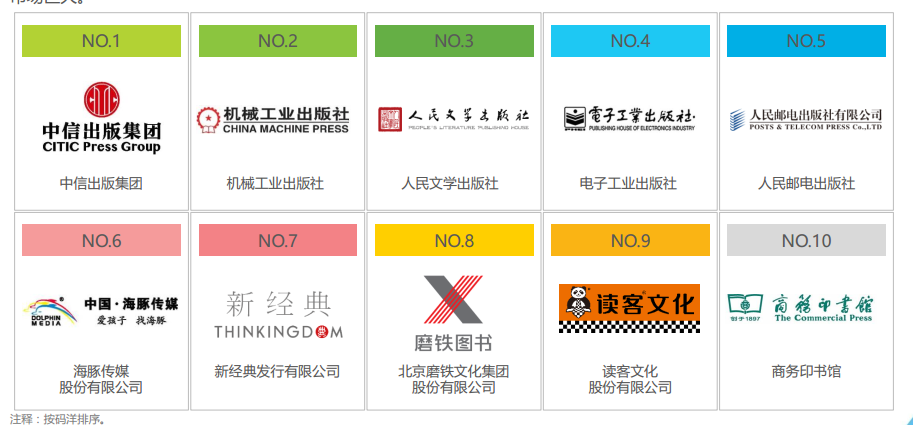 NO.1
NO.2
NO.3
NO.4
NO.5
中信出版集团
CITIC Press Group
机械工业出版社
CHINA MACHINE PRESS
人民文学出版社
PEOPLE'S LITERATURE PUBLISHING HOUSE
電子工業出版社·
PUBLISHING HOUSE OF ELECTRONICS INDUSTRY
人民邮电出版社有限公司
POSTS & TELECOM PRESS Co.,LTD
中信出版集团
机械工业出版社
人民文学出版社
电子工业出版社
人民邮电出版社
NO.6
NO.7
NO.8
NO.9
NO.10
DOLPHIN
MEDIA
®
中国·海豚传媒
爱孩子 找海豚
新经典
THINKINGDOM
磨铁图书
读客®文化
创于1897
商務印書館
The Commercial Press
海豚传媒
股份有限公司
新经典发行有限公司
北京磨铁文化集团
股份有限公司
读客文化
股份有限公司
商务印书馆
注释：按码洋排序。